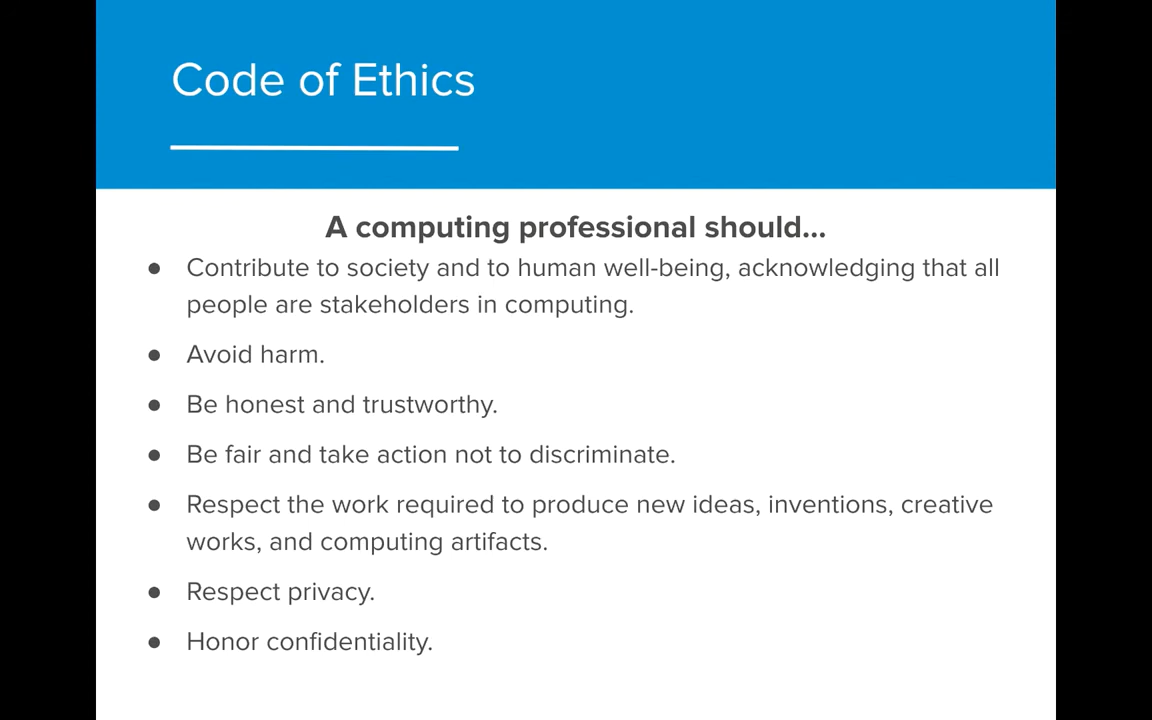 Code of Ethics
A computing professional should...
● Contribute to society and to human well-being, acknowledging that all
people are stakeholders in computing.
● Avoid harm.
● Be honest and trustworthy.
● Be fair and take action not to discriminate.
● Respect the work required to produce new ideas, inventions, creative
works, and computing artifacts.
● Respect privacy.
● Honor confidentiality.